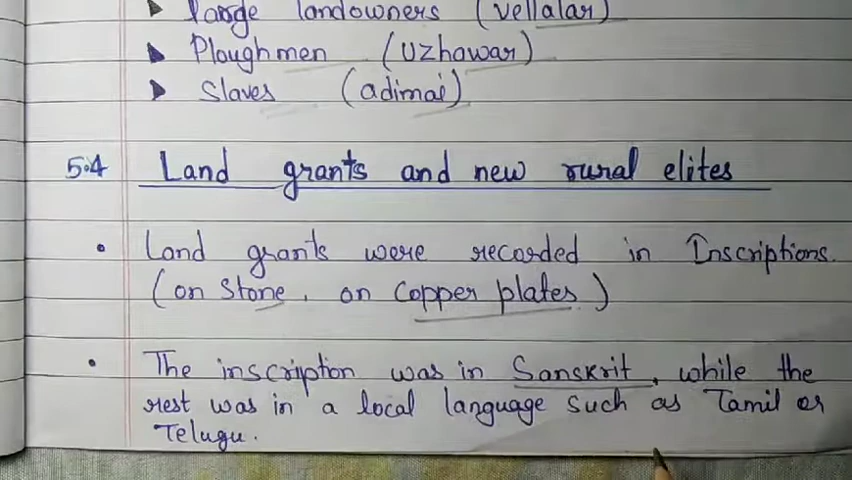 ▶ large landowners (vellalar)
▶ Ploughmen (uzhavar)
▶ Slaves (adimai)
5.4 Land grants and new rural elites
• Land grants were recorded in Inscriptions.
(on stone, on copper plates)
• The inscription was in Sanskrit, while the
rest was in a local language such as Tamil or
Telugu.